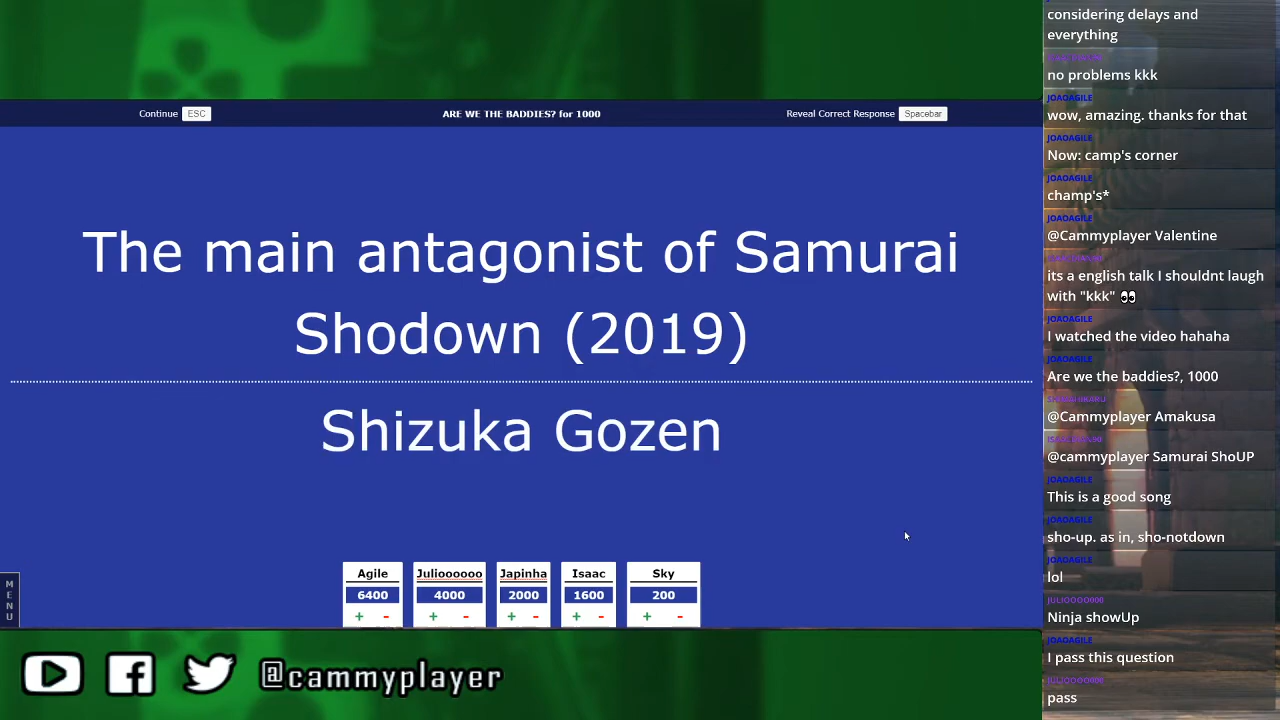 Continue ESC
ARE WE THE BADDIES? for 1000
Reveal Correct Response Spacebar
The main antagonist of Samurai
Shodown (2019)
Shizuka Gozen
MENU
Agile Julioooooo Japinha Isaac Sky
6400 4000 2000 1600 200
+ - + - + - + - + -
@cammyplayer
considering delays and
everything
no problems kkk
JOAOAGILE
wow, amazing. thanks for that
JOAOAGILE
Now: camp's corner
JOAOAGILE
champ's*
JOAOAGILE
@Cammyplayer Valentine
its a english talk I shouldnt laugh
with "kkk" 👀
JOAOAGILE
I watched the video hahaha
JOAOAGILE
Are we the baddies?, 1000
@Cammyplayer Amakusa
@cammyplayer Samurai ShoUP
JOAOAGILE
This is a good song
JOAOAGILE
sho-up. as in, sho-notdown
JOAOAGILE
lol
Ninja showUp
JOAOAGILE
I pass this question
pass